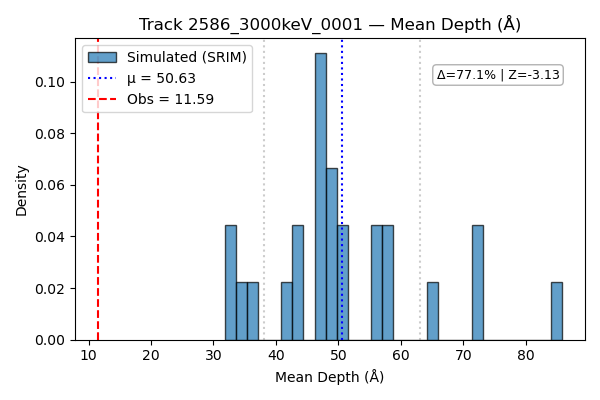 Track 2586_3000keV_0001 — Mean Depth (Å)
Simulated (SRIM)
μ = 50.63
Obs = 11.59
Δ=77.1% | Z=-3.13
Density
0.10
0.08
0.06
0.04
0.02
0.00
10 20 30 40 50 60 70 80
Mean Depth (Å)